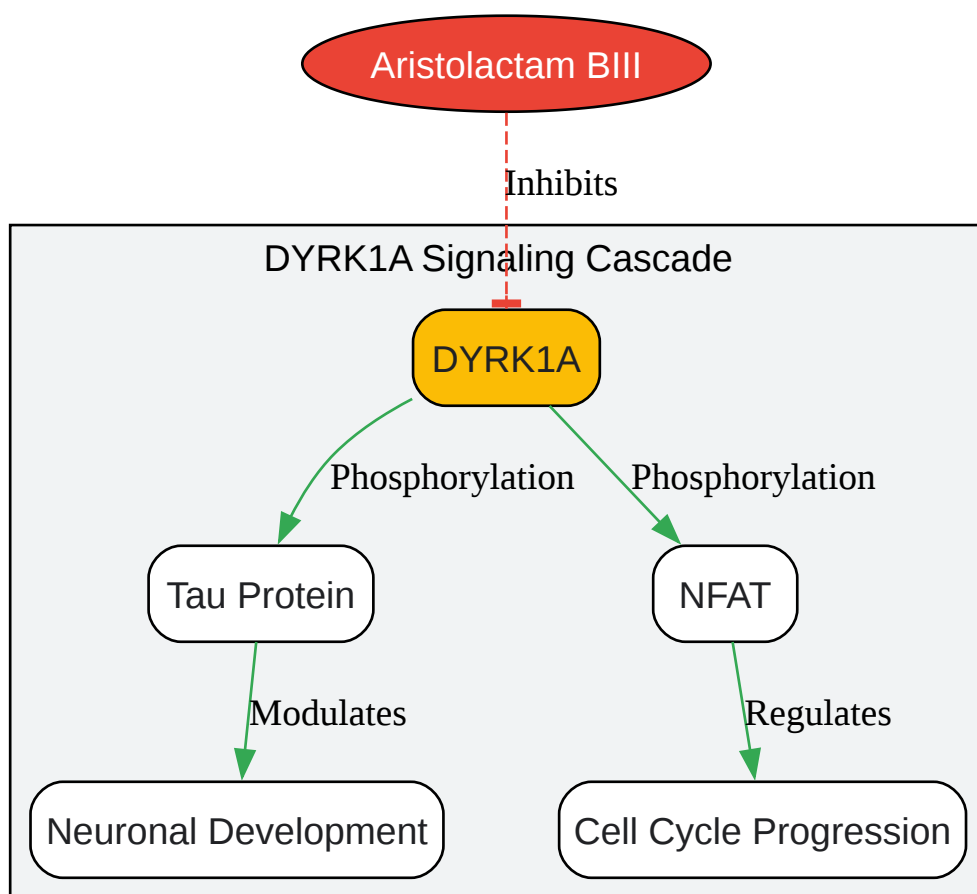 Aristolactam BIII
Inhibits
DYRK1A Signaling Cascade
DYRK1A
Phosphorylation
Phosphorylation
Tau Protein
NFAT
Modulates
Regulates
Neuronal Development
Cell Cycle Progression